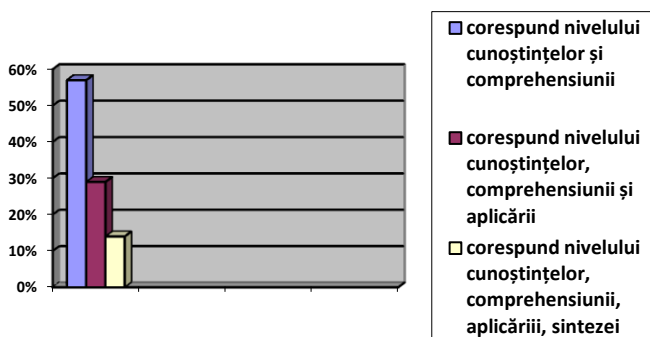 60%
50%
40%
30%
20%
10%
0%
corespund nivelului
cunoștințelor și
comprehensiunii
corespund nivelului
cunoștințelor,
comprehensiunii și
aplicării
corespund nivelului
cunoștințelor,
comprehensiunii,
aplicăriii, sintezei